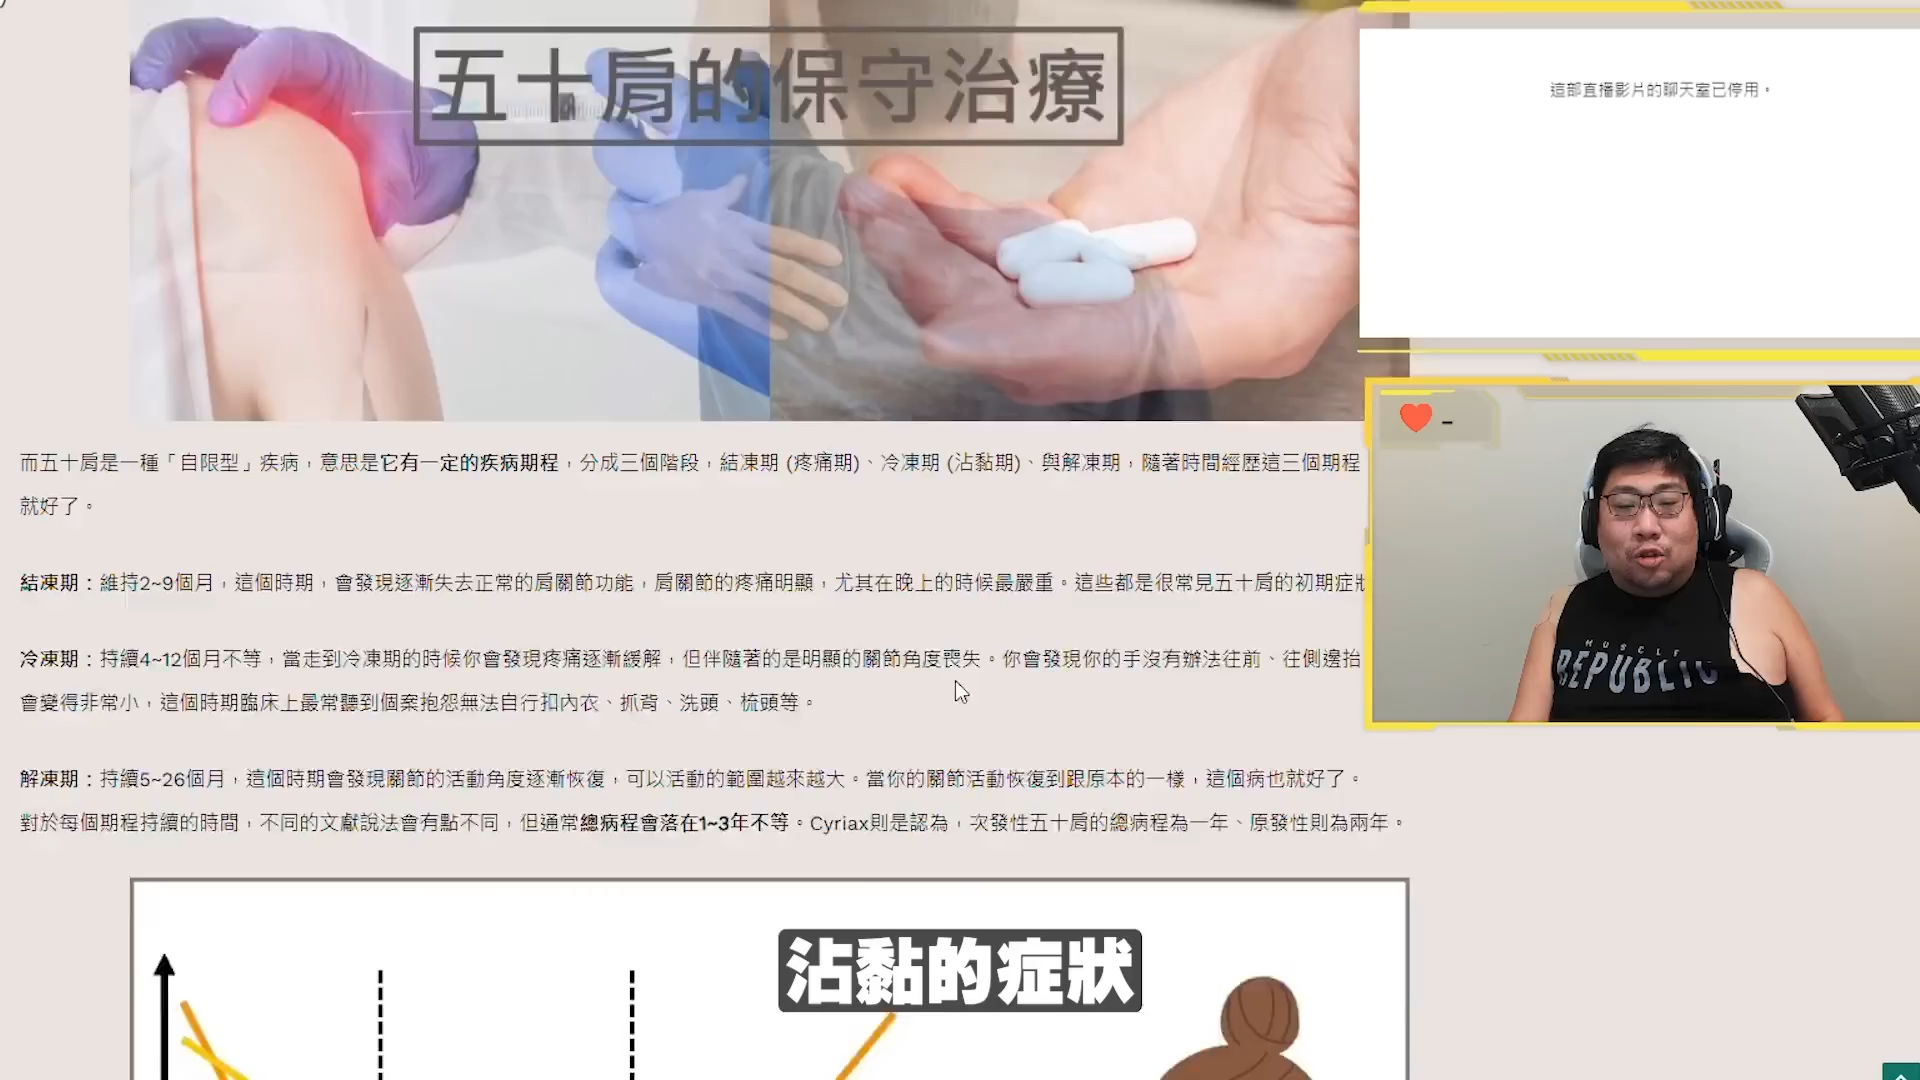 五十肩的保守治療
這部直播影片的聊天室已停用。
而五十肩是一種「自限型」疾病，意思是它有一定的疾病期程，分成三個階段，結凍期 (疼痛期)、冷凍期 (沾黏期)、與解凍期，隨著時間經歷這三個期程
就好了。
結凍期：維持2~9個月，這個時期，會發現逐漸失去正常的肩關節功能，肩關節的疼痛明顯，尤其在晚上的時候最嚴重。這些都是很常見五十肩的初期症
冷凍期：持續4~12個月不等，當走到冷凍期的時候你會發現疼痛逐漸緩解，但伴隨著的是明顯的關節角度喪失。你會發現你的手沒有辦法往前、往側邊抬
會變得非常小，這個時期臨床上最常聽到個案抱怨無法自行扣內衣、抓背、洗頭、梳頭等。
解凍期：持續5~26個月，這個時期會發現關節的活動角度逐漸恢復，可以活動的範圍越來越大。當你的關節活動恢復到跟原本的一樣，這個病也就好了。
對於每個期程持續的時間，不同的文獻說法會有點不同，但通常總病程會落在1~3年不等。Cyriax則是認為，次發性五十肩的總病程為一年、原發性則為兩年。
MUSCLE
REPUBLIC
沾黏的症狀